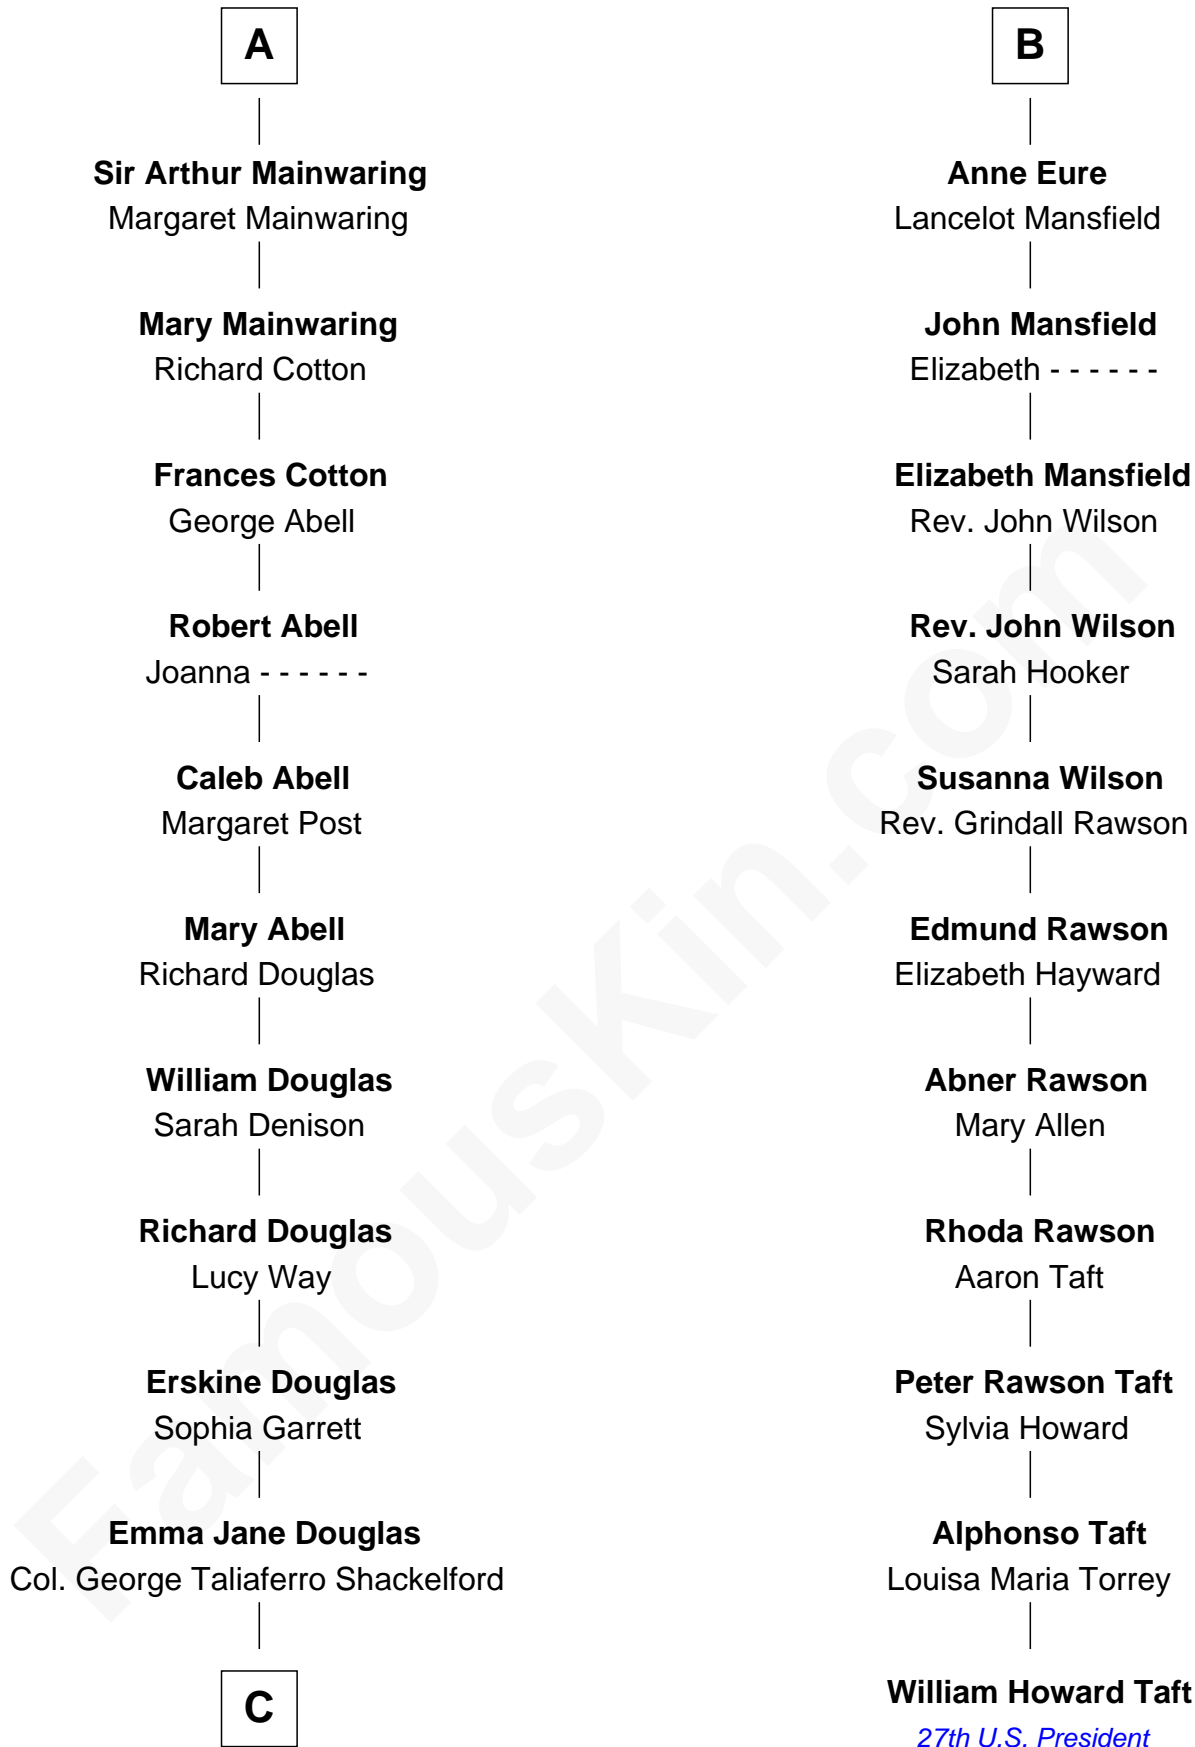 A
Sir Arthur Mainwaring
Margaret Mainwaring
Mary Mainwaring
Richard Cotton
Frances Cotton
George Abell
Robert Abell
Joanna - - - - - -
Caleb Abell
Margaret Post
Mary Abell
Richard Douglas
William Douglas
Sarah Denison
Richard Douglas
Lucy Way
Erskine Douglas
Sophia Garrett
Emma Jane Douglas
Col. George Taliaferro Shackelford
C
B
Anne Eure
Lancelot Mansfield
John Mansfield
Elizabeth - - - - - -
Elizabeth Mansfield
Rev. John Wilson
Rev. John Wilson
Sarah Hooker
Susanna Wilson
Rev. Grindall Rawson
Edmund Rawson
Elizabeth Hayward
Abner Rawson
Mary Allen
Rhoda Rawson
Aaron Taft
Peter Rawson Taft
Sylvia Howard
Alphonso Taft
Louisa Maria Torrey
William Howard Taft
27th U.S. President
FamousKin.com